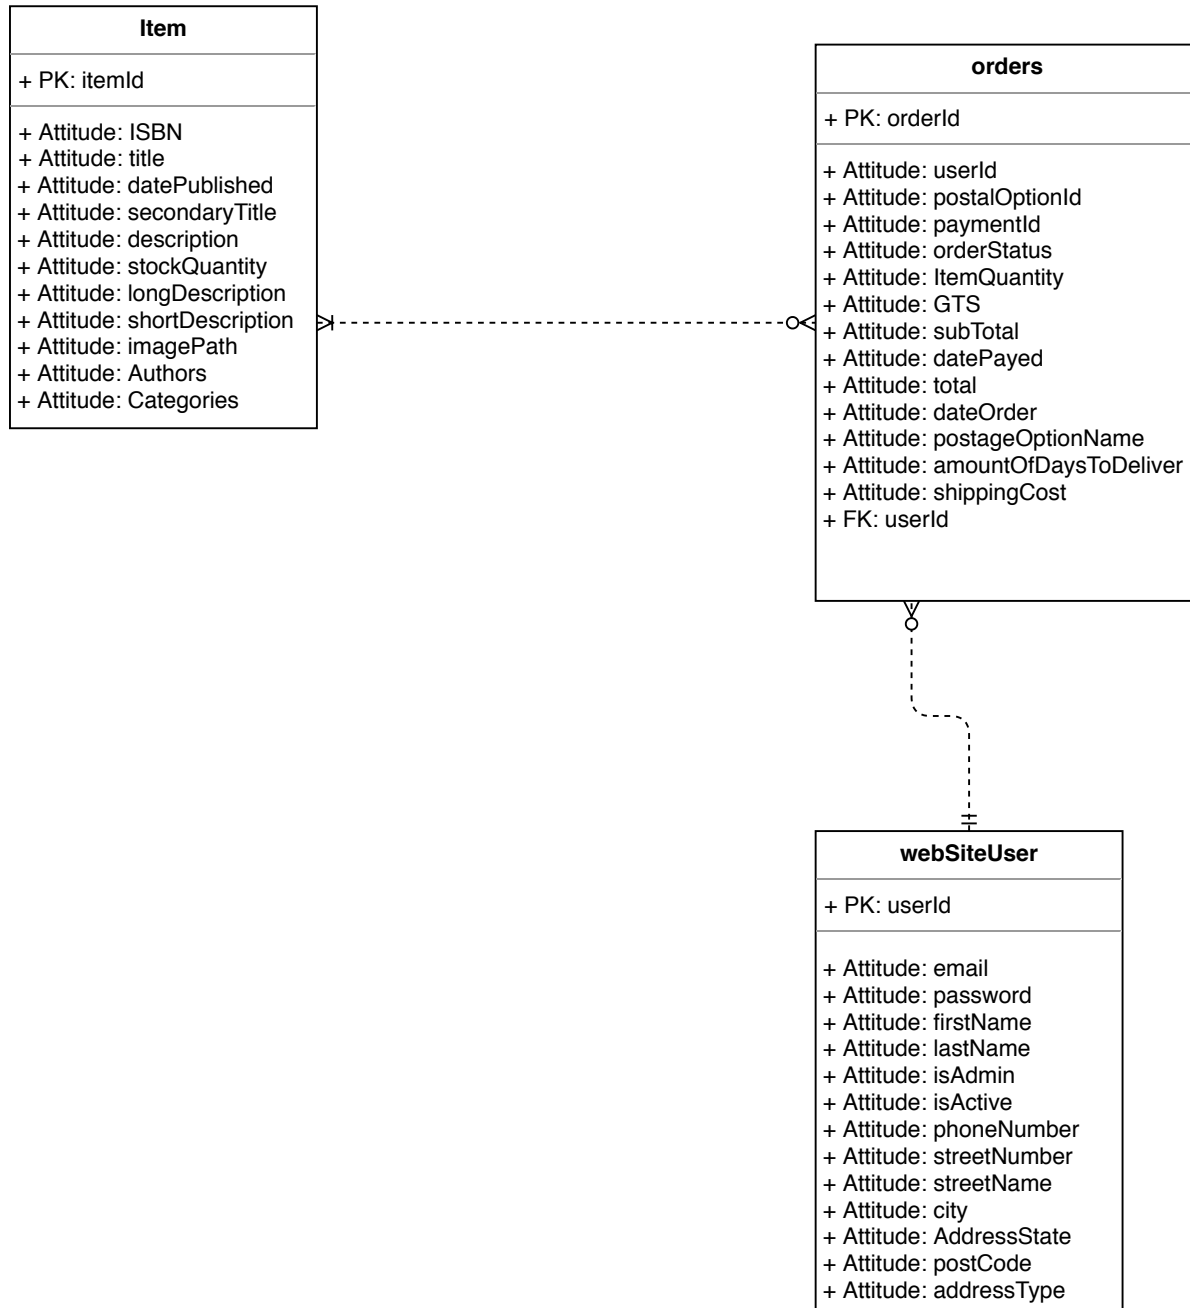 Item
+ PK: itemId
+ Attitude: ISBN
+ Attitude: title
+ Attitude: datePublished
+ Attitude: secondaryTitle
+ Attitude: description
+ Attitude: stockQuantity
+ Attitude: longDescription
+ Attitude: shortDescription
+ Attitude: imagePath
+ Attitude: Authors
+ Attitude: Categories
orders
+ PK: orderId
+ Attitude: userId
+ Attitude: postalOptionId
+ Attitude: paymentId
+ Attitude: orderStatus
+ Attitude: ItemQuantity
+ Attitude: GTS
+ Attitude: subTotal
+ Attitude: datePayed
+ Attitude: total
+ Attitude: dateOrder
+ Attitude: postageOptionName
+ Attitude: amountOfDaysToDeliver
+ Attitude: shippingCost
+ FK: userId
webSiteUser
+ PK: userId
+ Attitude: email
+ Attitude: password
+ Attitude: firstName
+ Attitude: lastName
+ Attitude: isAdmin
+ Attitude: isActive
+ Attitude: phoneNumber
+ Attitude: streetNumber
+ Attitude: streetName
+ Attitude: city
+ Attitude: AddressState
+ Attitude: postCode
+ Attitude: addressType